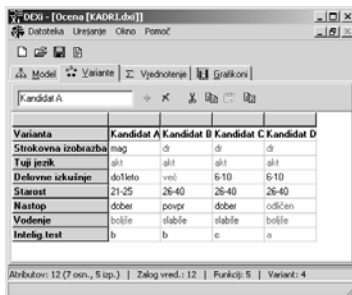 DEXi - [Ocena [KADRI.dxi]]
Datoteka Urejanje Okno Pomoč
Model Variante Σ Vrednotenje Grafikoni
Kandidat A
Varianta Kandidat A Kandidat B Kandidat C Kandidat D
Strokovna izobrazba mag dr dr dr
Tuji jezik akt akt akt akt
Delovne izkušnje do1leto več 6-10 6-10
Starost 21-25 26-40 26-40 26-40
Nastop dober povpr dober odličen
Vodenje boljše slabše slabše boljše
Intelig.test b b c a
Atributov: 12 (7 osn., 5 izp.) | Zalog vred.: 12 | Funkcij: 5 | Variant: 4